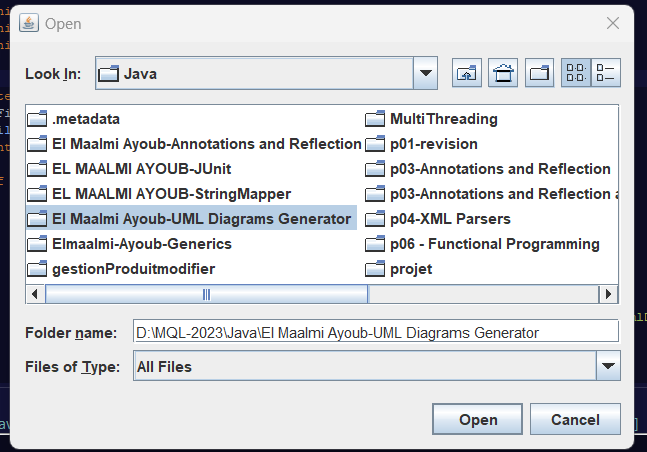 Open
Look In: Java
.metadata
El Maalmi Ayoub-Annotations and Reflection
EL MAALMI AYOUB-JUnit
EL MAALMI AYOUB-StringMapper
El Maalmi Ayoub-UML Diagrams Generator
Elmaalmi-Ayoub-Generics
gestionProduitmodifier
MultiThreading
p01-revision
p03-Annotations and Reflection
p03-Annotations and Reflection a
p04-XML Parsers
p06 - Functional Programming
projet
Folder name: D:\MQL-2023\Java\El Maalmi Ayoub-UML Diagrams Generator
Files of Type: All Files
Open Cancel